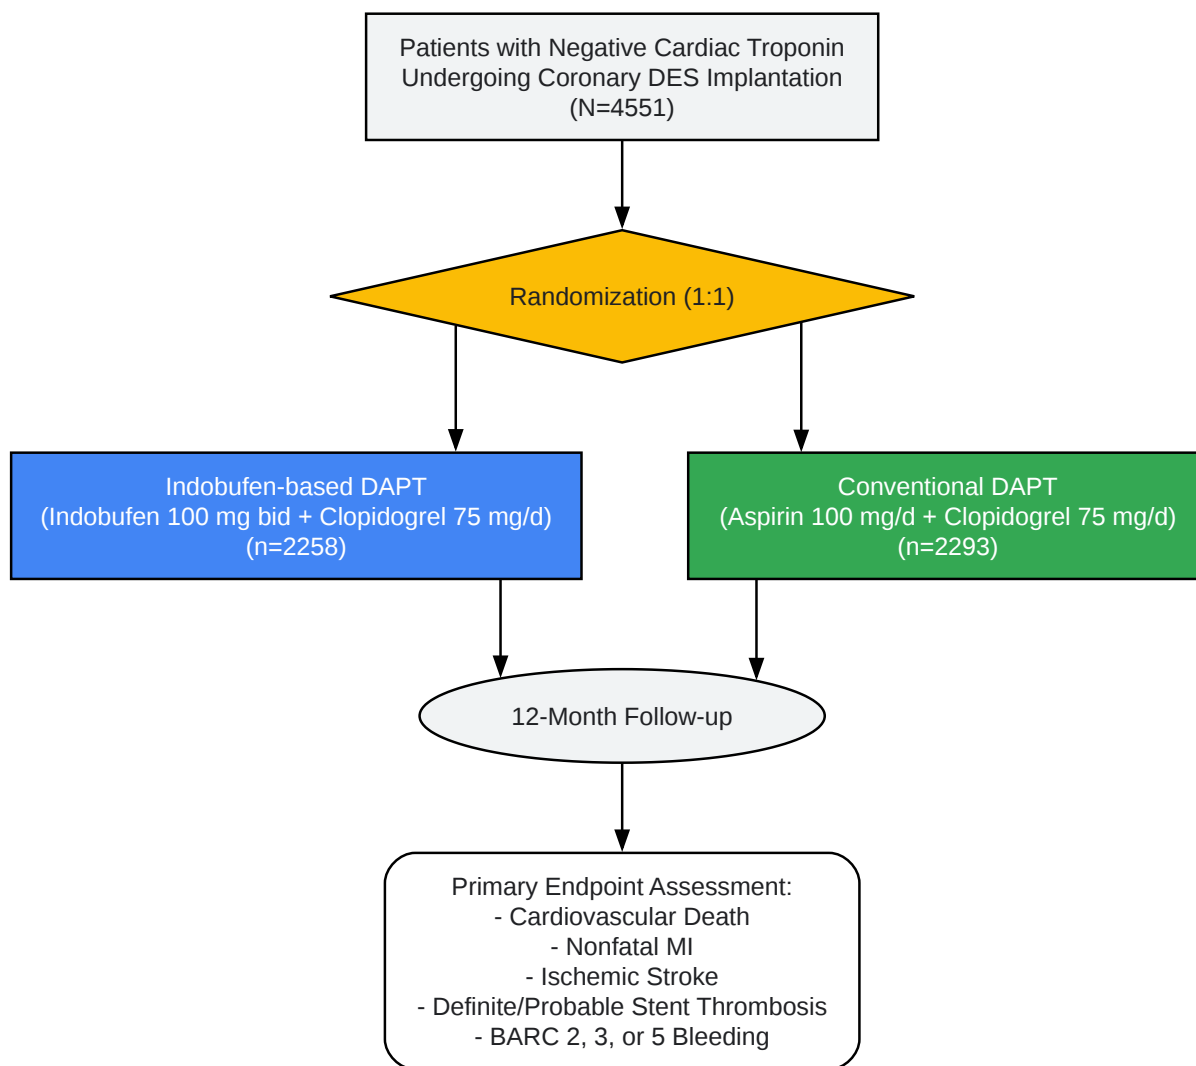 Patients with Negative Cardiac Troponin
Undergoing Coronary DES Implantation
(N=4551)
Randomization (1:1)
Indobufen-based DAPT
(Indobufen 100 mg bid + Clopidogrel 75 mg/d)
(n=2258)
Conventional DAPT
(Aspirin 100 mg/d + Clopidogrel 75 mg/d)
(n=2293)
12-Month Follow-up
Primary Endpoint Assessment:
- Cardiovascular Death
- Nonfatal MI
- Ischemic Stroke
- Definite/Probable Stent Thrombosis
- BARC 2, 3, or 5 Bleeding